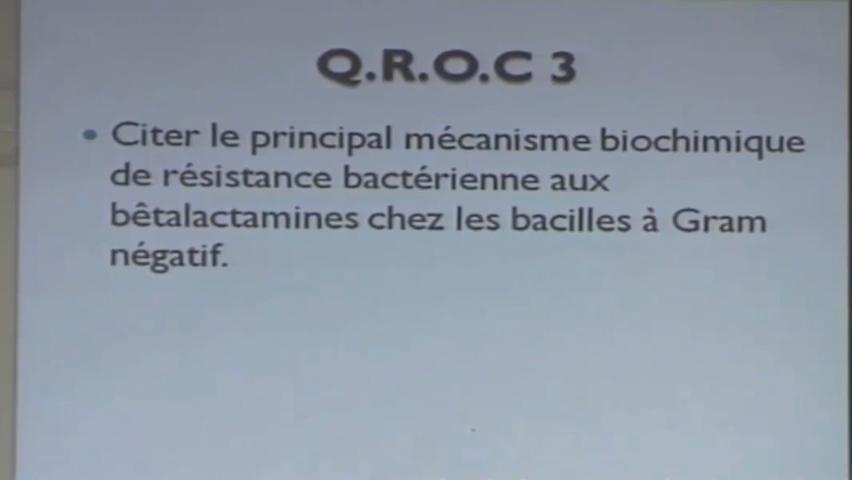 Q.R.O.C 3
• Citer le principal mécanisme biochimique
de résistance bactérienne aux
bêtalactamines chez les bacilles à Gram
négatif.